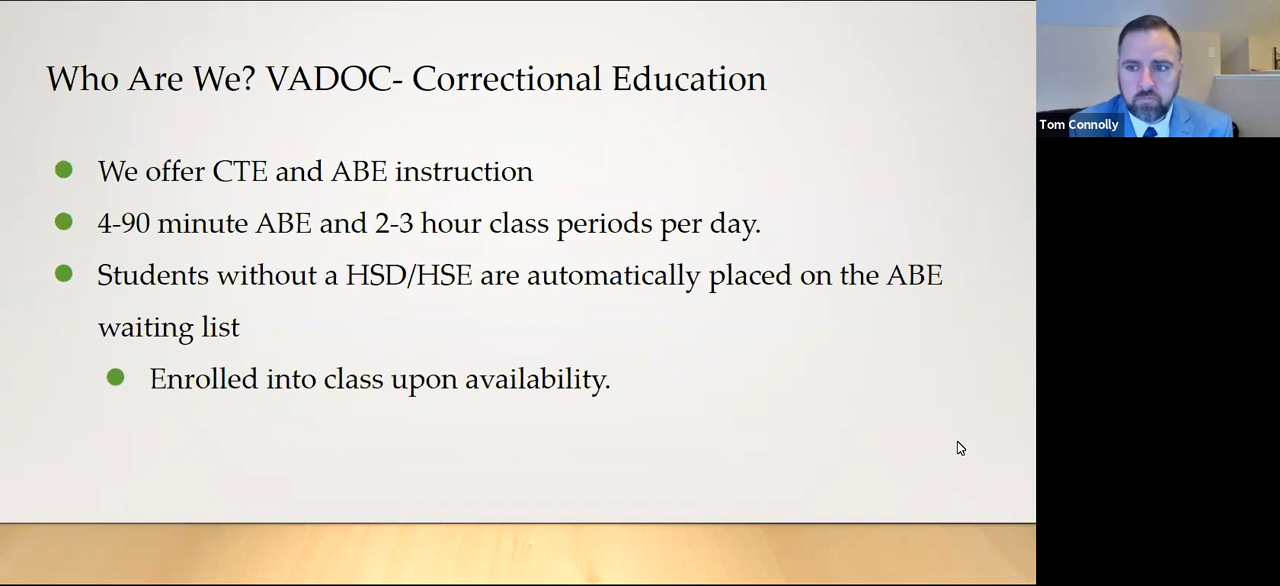 Who Are We? VADOC- Correctional Education
We offer CTE and ABE instruction
4-90 minute ABE and 2-3 hour class periods per day.
Students without a HSD/HSE are automatically placed on the ABE
waiting list
Enrolled into class upon availability.
Tom Connolly